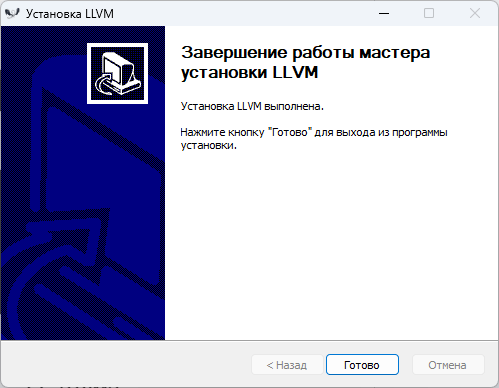 Установка LLVM
Завершение работы мастера
установки LLVM
Установка LLVM выполнена.
Нажмите кнопку "Готово" для выхода из программы
установки.
< Назад
Готово
Отмена